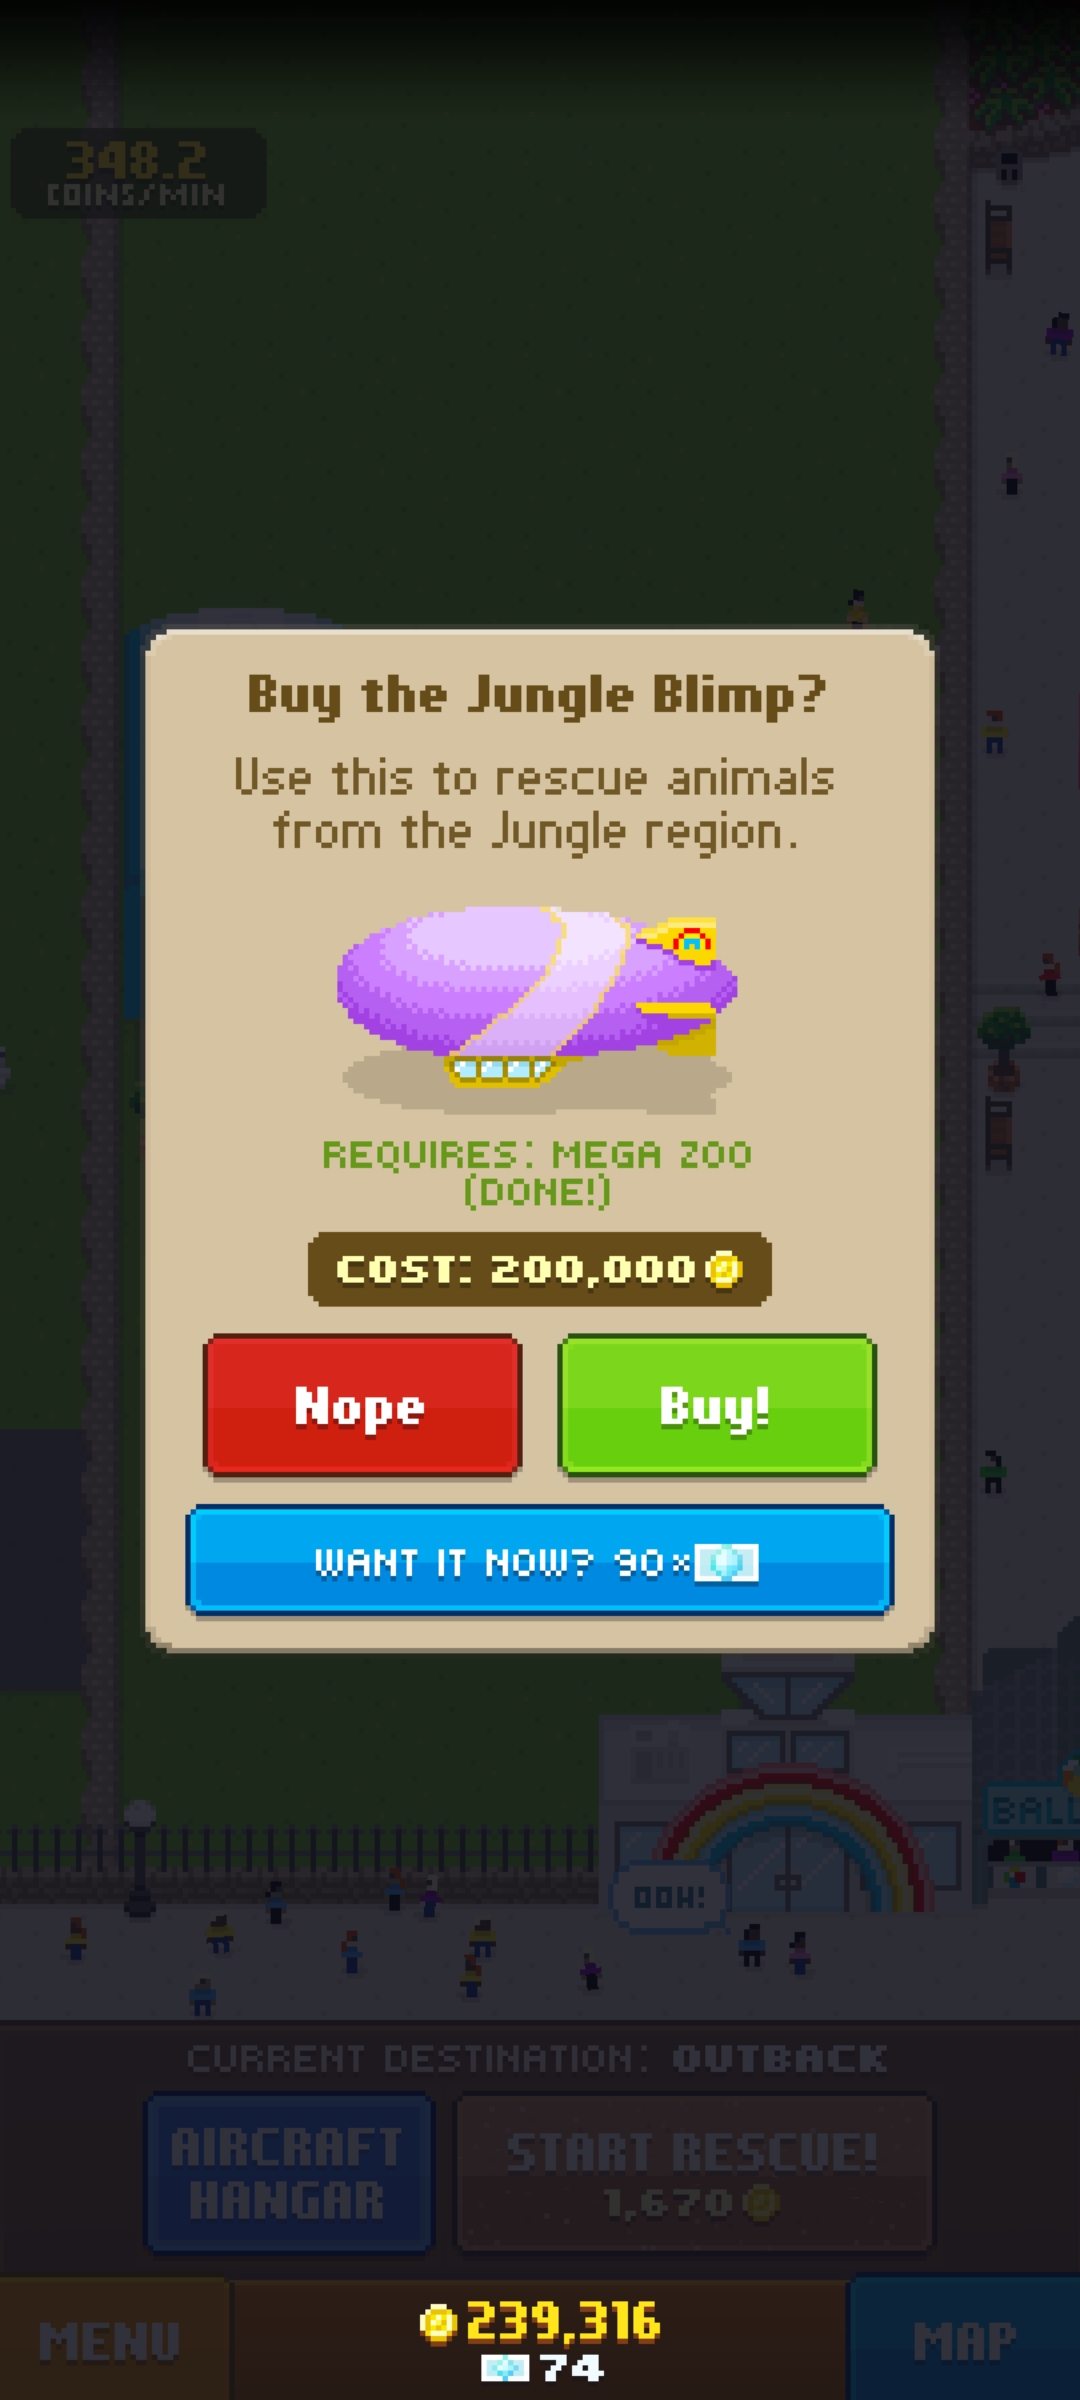 348.2
COINS/MIN
Buy the Jungle Blimp?
Use this to rescue animals
from the Jungle region.
REQUIRES: MEGA ZOO
(DONE!)
COST: 200,000
Nope
Buy!
WANT IT NOW? 90×
BALL
OOH!
CURRENT DESTINATION: OUTBACK
AIRCRAFT
HANGAR
START RESCUE!
1,670
MENU
239,316
74
MAP